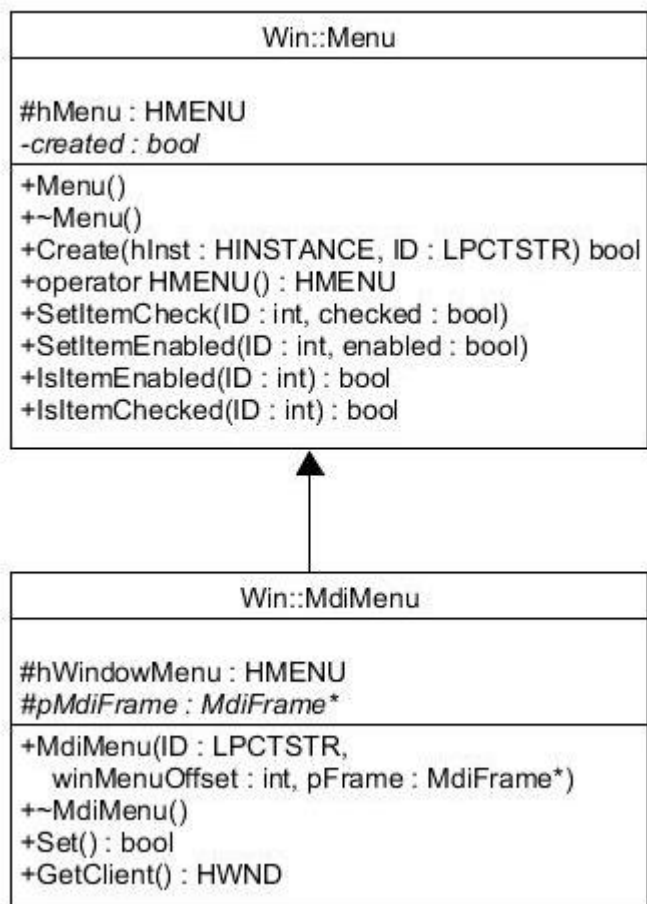 Win::Menu
#hMenu : HMENU
-created : bool
+Menu()
+~Menu()
+Create(hInst : HINSTANCE, ID : LPCTSTR) bool
+operator HMENU() : HMENU
+SetItemCheck(ID : int, checked : bool)
+SetItemEnabled(ID : int, enabled : bool)
+IsItemEnabled(ID : int) : bool
+IsItemChecked(ID : int) : bool
Win::MdiMenu
#hWindowMenu : HMENU
#pMdiFrame : MdiFrame*
+MdiMenu(ID : LPCTSTR,
winMenuOffset : int, pFrame : MdiFrame*)
+~MdiMenu()
+Set() : bool
+GetClient() : HWND